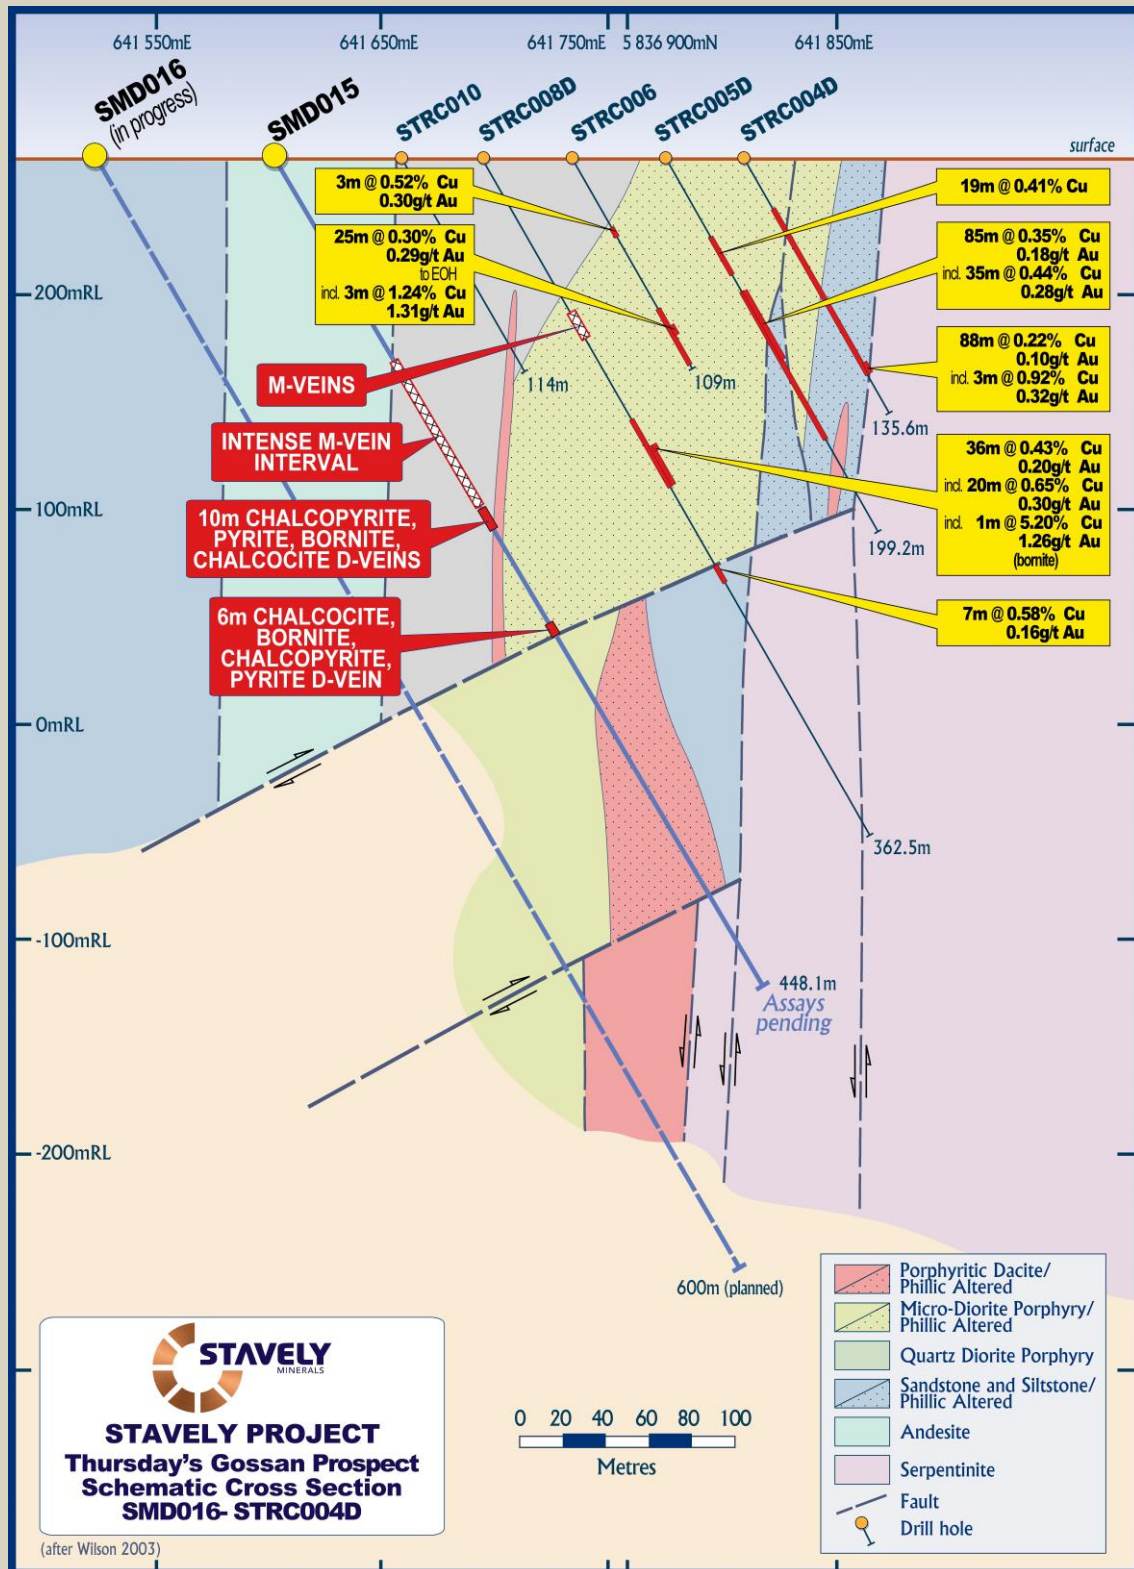 641 550mE
641 650mE
641 750mE
5 836 900mN
641 850mE
SMD016
(in progress)
SMD015
STRC010
STRC008D
STRC006
STRC005D
STRC004D
surface
3m @ 0.52% Cu
0.30g/t Au
25m @ 0.30% Cu
0.29g/t Au
to EOH
incl. 3m @ 1.24% Cu
1.31g/t Au
19m @ 0.41% Cu
85m @ 0.35% Cu
0.18g/t Au
incl. 35m @ 0.44% Cu
0.28g/t Au
88m @ 0.22% Cu
0.10g/t Au
incl. 3m @ 0.92% Cu
0.32g/t Au
36m @ 0.43% Cu
0.20g/t Au
incl. 20m @ 0.65% Cu
0.30g/t Au
incl. 1m @ 5.20% Cu
1.26g/t Au
(bornite)
7m @ 0.58% Cu
0.16g/t Au
M-VEINS
INTENSE M-VEIN
INTERVAL
10m CHALCOPYRITE,
PYRITE, BORNITE,
CHALCOCITE D-VEINS
6m CHALCOCITE,
BORNITE,
CHALCOPYRITE,
PYRITE D-VEIN
200mRL
100mRL
0mRL
-100mRL
-200mRL
114m
109m
135.6m
199.2m
362.5m
448.1m
Assays
pending
600m (planned)
STAVELY
MINERALS
STAVELY PROJECT
Thursday's Gossan Prospect
Schematic Cross Section
SMD016- STRC004D
(after Wilson 2003)
0 20 40 60 80 100
Metres
Porphyritic Dacite/
Phillic Altered
Micro-Diorite Porphyry/
Phillic Altered
Quartz Diorite Porphyry
Sandstone and Siltstone/
Phillic Altered
Andesite
Serpentinite
Fault
Drill hole